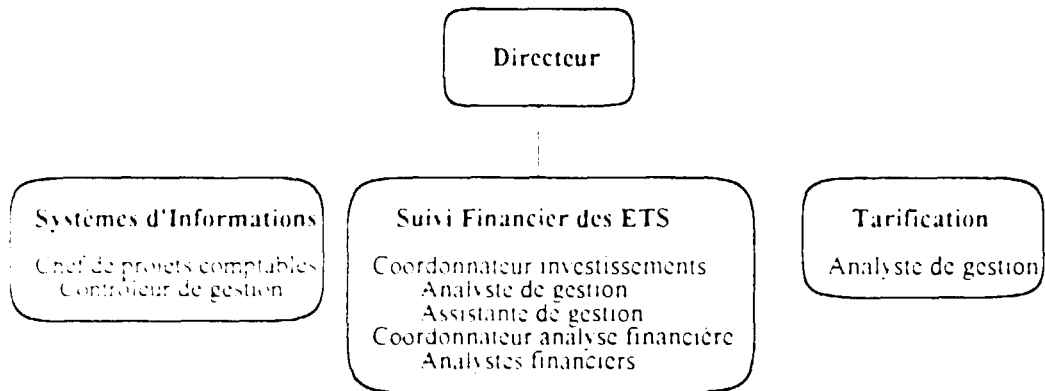 Directeur
Systèmes d'Informations
Chef de projets comptables
Contrôleur de gestion
Suivi Financier des ETS
Coordonnateur investissements
Analyste de gestion
Assistante de gestion
Coordonnateur analyse financière
Analystes financiers
Tarification
Analyste de gestion